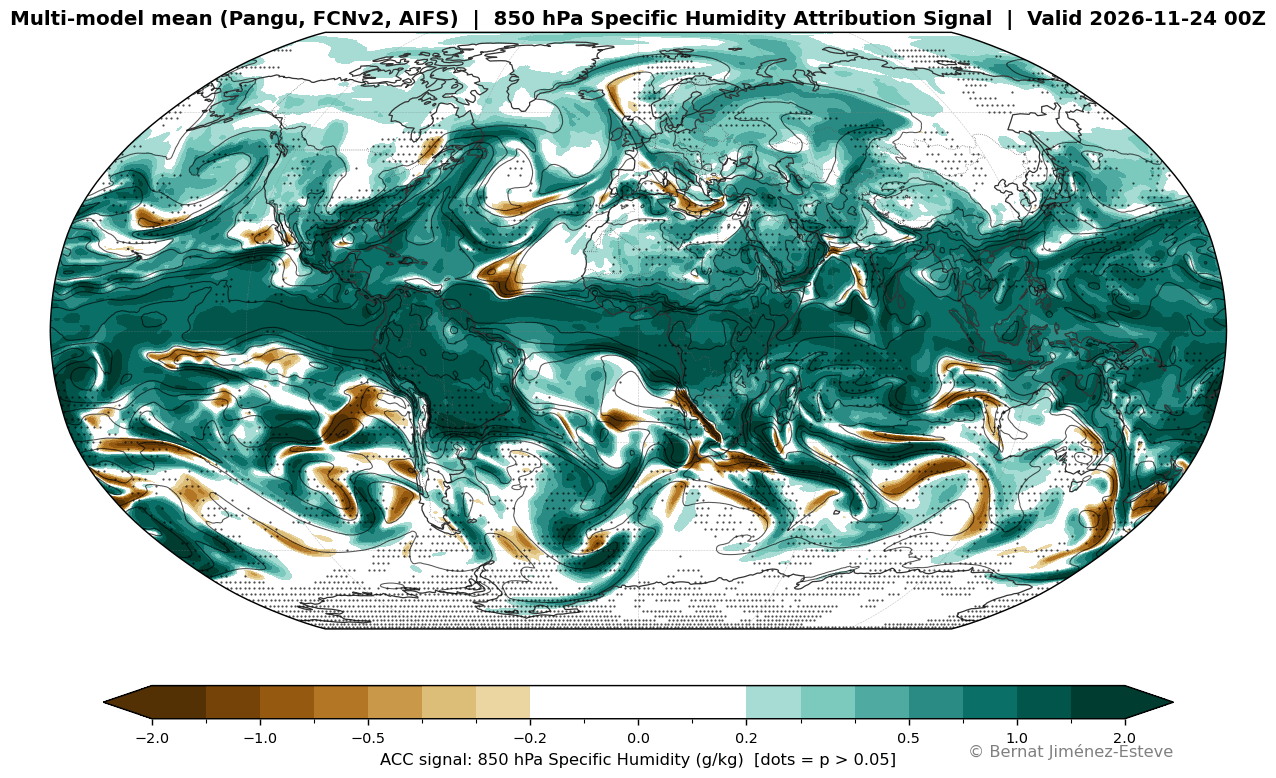 Multi-model mean (Pangu, FCNv2, AIFS) | 850 hPa Specific Humidity Attribution Signal | Valid 2026-11-24 00Z
−2.0 −1.0 −0.5 −0.2 0.0 0.2 0.5 1.0 2.0
ACC signal: 850 hPa Specific Humidity (g/kg) [dots = p > 0.05]
© Bernat Jiménez-Esteve